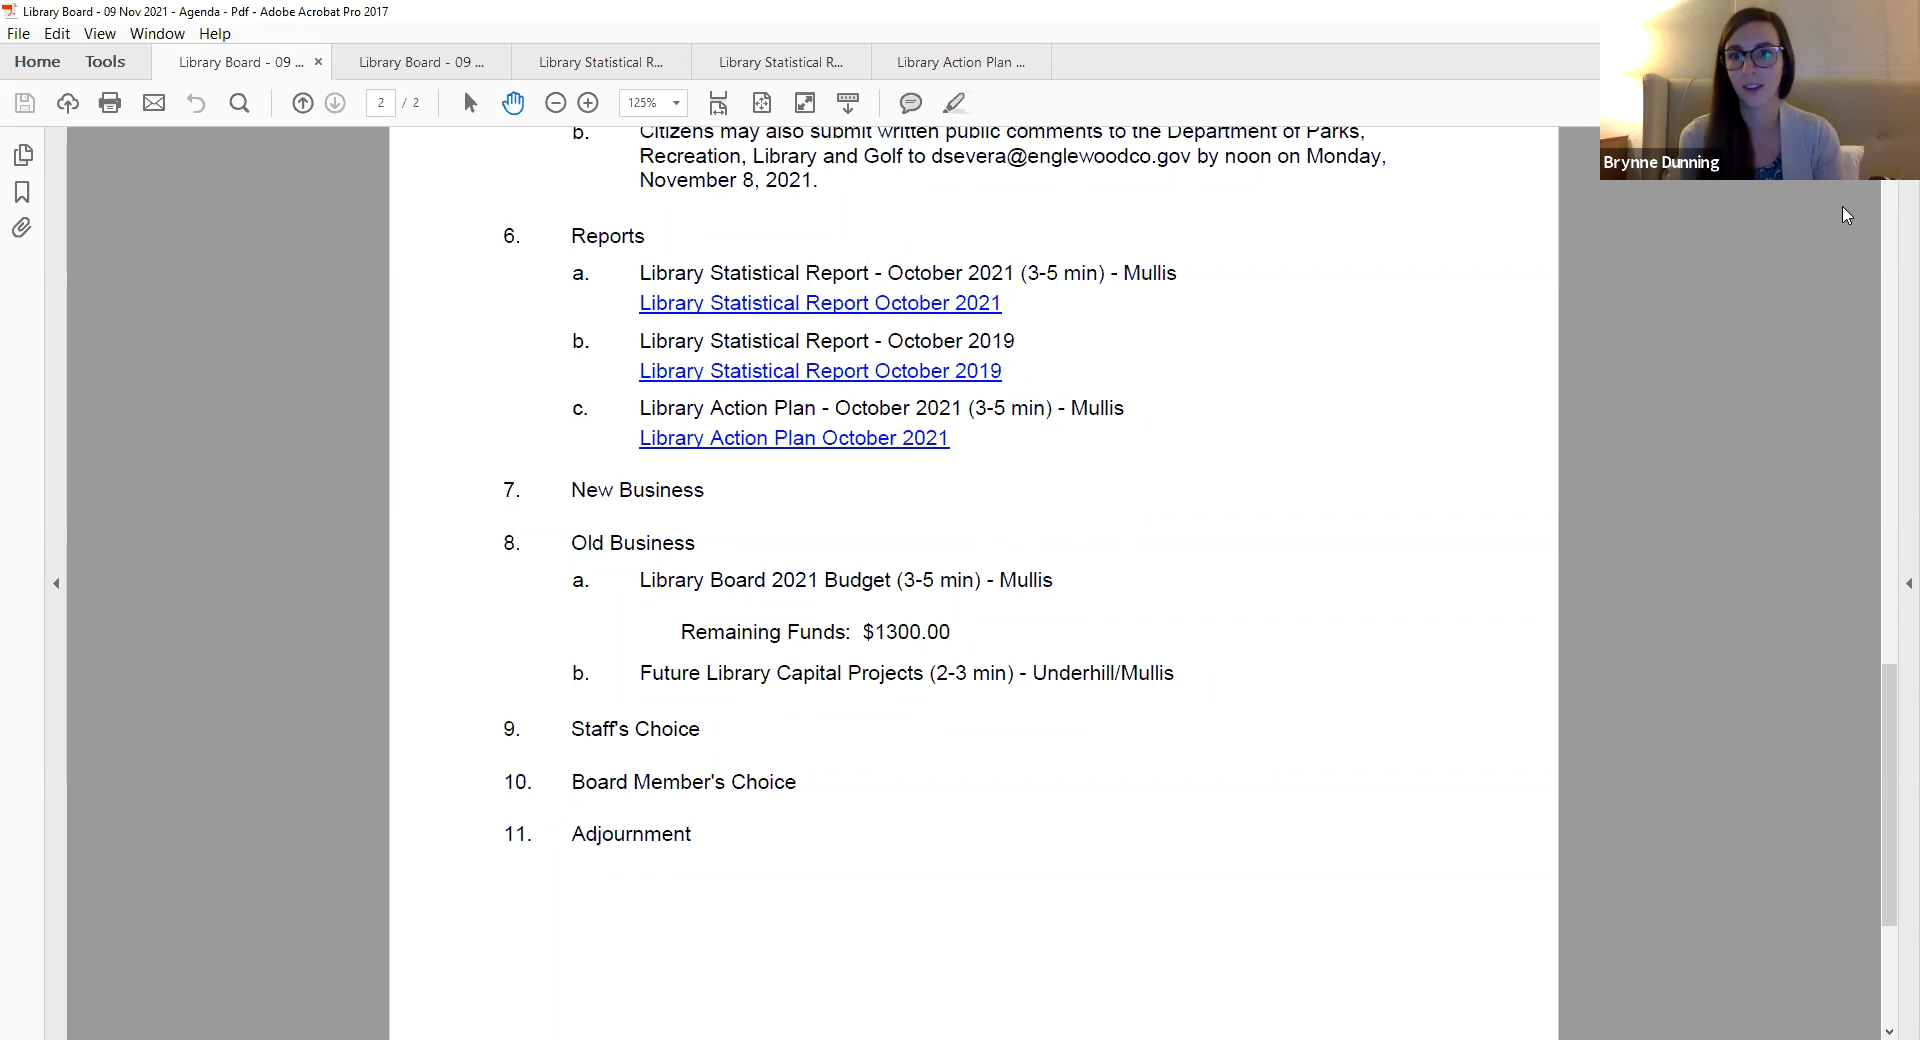 Library Board - 09 Nov 2021 - Agenda - Pdf - Adobe Acrobat Pro 2017
File Edit View Window Help
Home Tools Library Board - 09 ... × Library Board - 09 ... Library Statistical R... Library Statistical R... Library Action Plan ...
2 / 2 125%
Brynne Dunning
b. Citizens may also submit written public comments to the Department of Parks,
Recreation, Library and Golf to dsevera@englewoodco.gov by noon on Monday,
November 8, 2021.
6. Reports
a. Library Statistical Report - October 2021 (3-5 min) - Mullis
Library Statistical Report October 2021
b. Library Statistical Report - October 2019
Library Statistical Report October 2019
c. Library Action Plan - October 2021 (3-5 min) - Mullis
Library Action Plan October 2021
7. New Business
8. Old Business
a. Library Board 2021 Budget (3-5 min) - Mullis
Remaining Funds: $1300.00
b. Future Library Capital Projects (2-3 min) - Underhill/Mullis
9. Staff's Choice
10. Board Member's Choice
11. Adjournment